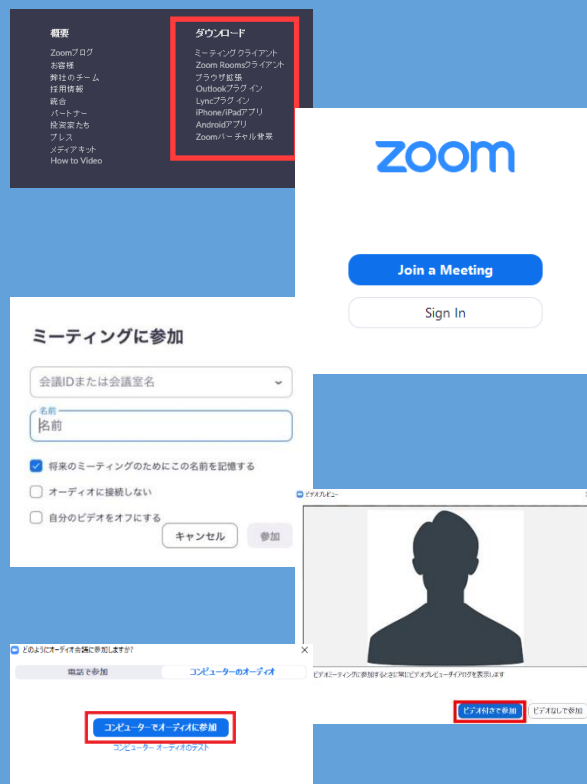 概要
Zoomブログ
お客様
弊社のチーム
採用情報
統合
パートナー
投資家たち
プレス
メディアキット
How to Video
ダウンロード
ミーティングクライアント
Zoom Roomsクライアント
ブラウザ拡張
Outlookプラグイン
Lyncプラグイン
iPhone/iPadアプリ
Androidアプリ
Zoomバーチャル背景
zoom
Join a Meeting
Sign In
ミーティングに参加
会議IDまたは会議室名
名前
名前
将来のミーティングのためにこの名前を記憶する
オーディオに接続しない
自分のビデオをオフにする
キャンセル
参加
ビデオプレビュー
ビデオミーティングに参加するときに常にビデオプレビューダイアログを表示します
ビデオ付きで参加
ビデオなしで参加
どのようにオーディオ会議に参加しますか?
電話で参加
コンピューターのオーディオ
コンピューターでオーディオに参加
コンピューター オーディオのテスト